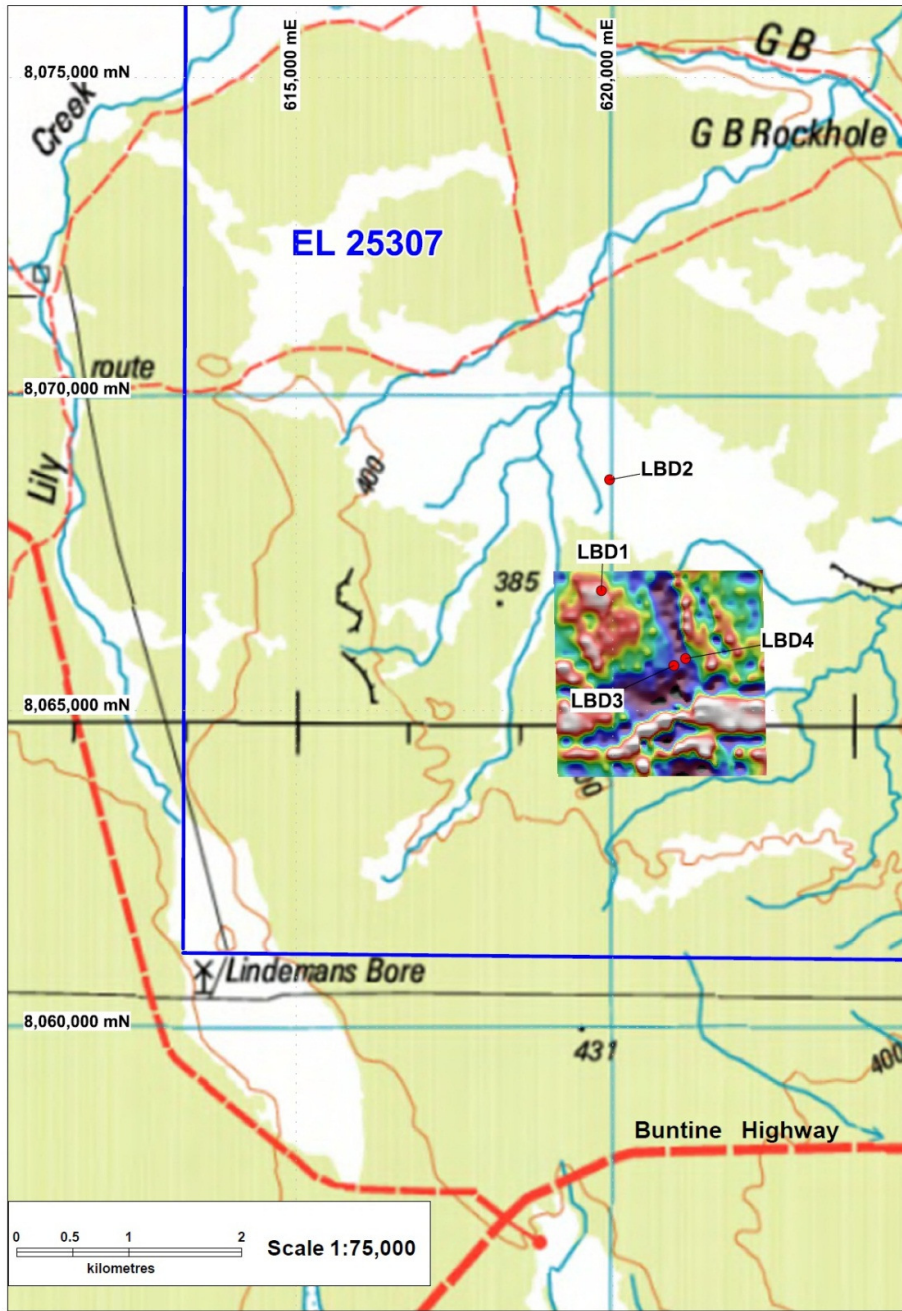 615,000 mE
620,000 mE
G B
8,075,000 mN
Creek
G B Rockhole
EL 25307
route
8,070,000 mN
Lily
400
LBD2
LBD1
385
LBD4
LBD3
8,065,000 mN
Lindemans Bore
8,060,000 mN
431
400
Buntine Highway
0 0.5 1 2
kilometres
Scale 1:75,000